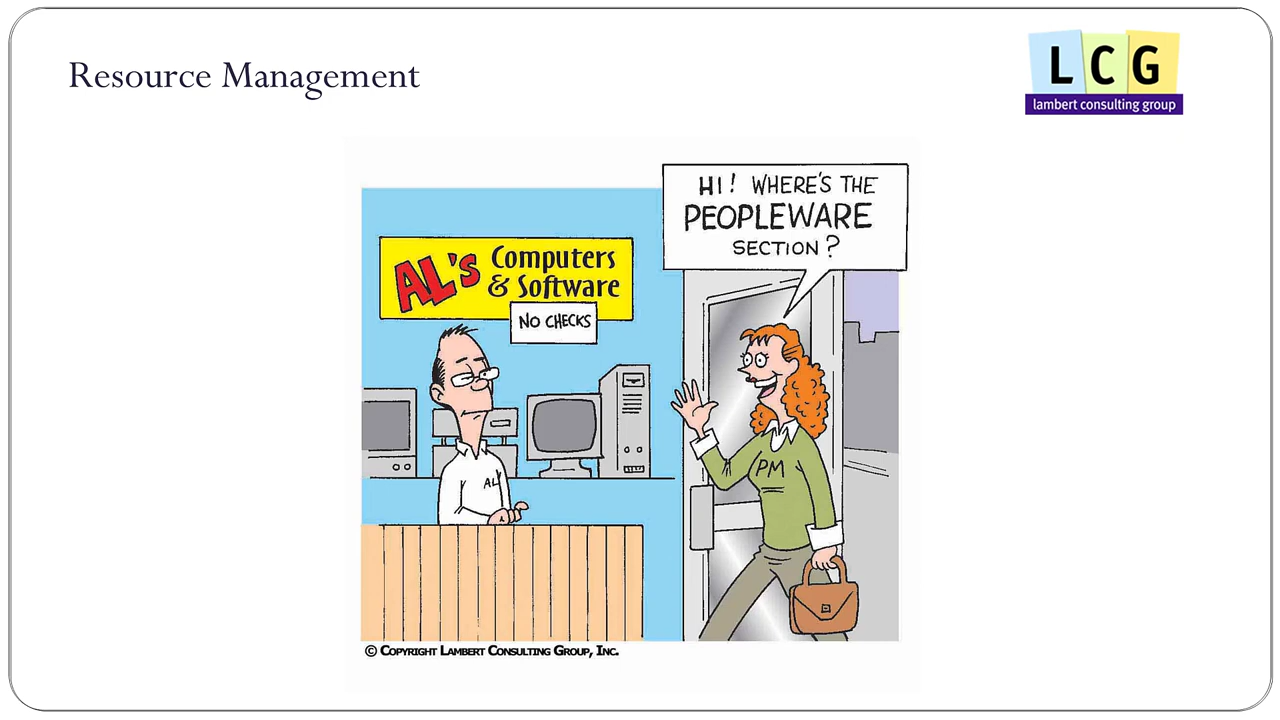 Resource Management
L C G
lambert consulting group
HI! WHERE'S THE
PEOPLEWARE
SECTION?
AL's Computers
& Software
NO CHECKS
AL
PM
© COPYRIGHT LAMBERT CONSULTING GROUP, INC.